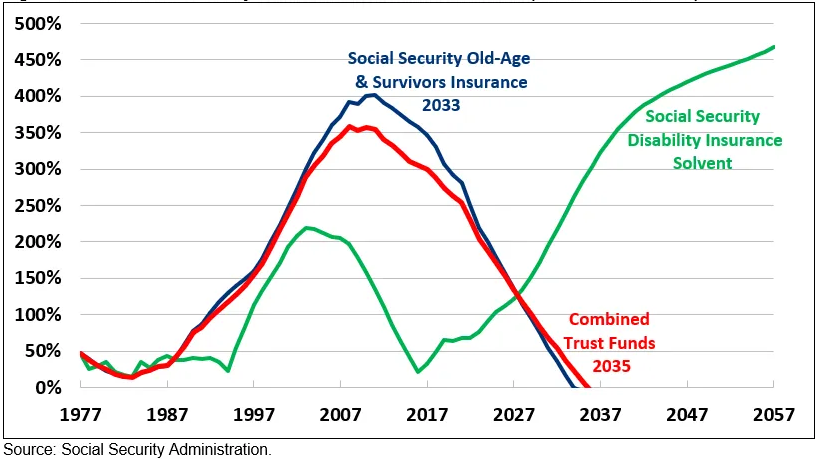 500%
450%
400%
350%
300%
250%
200%
150%
100%
50%
0%
Social Security Old-Age
& Survivors Insurance
2033
Social Security
Disability Insurance
Solvent
Combined
Trust Funds
2035
1977 1987 1997 2007 2017 2027 2037 2047 2057
Source: Social Security Administration.